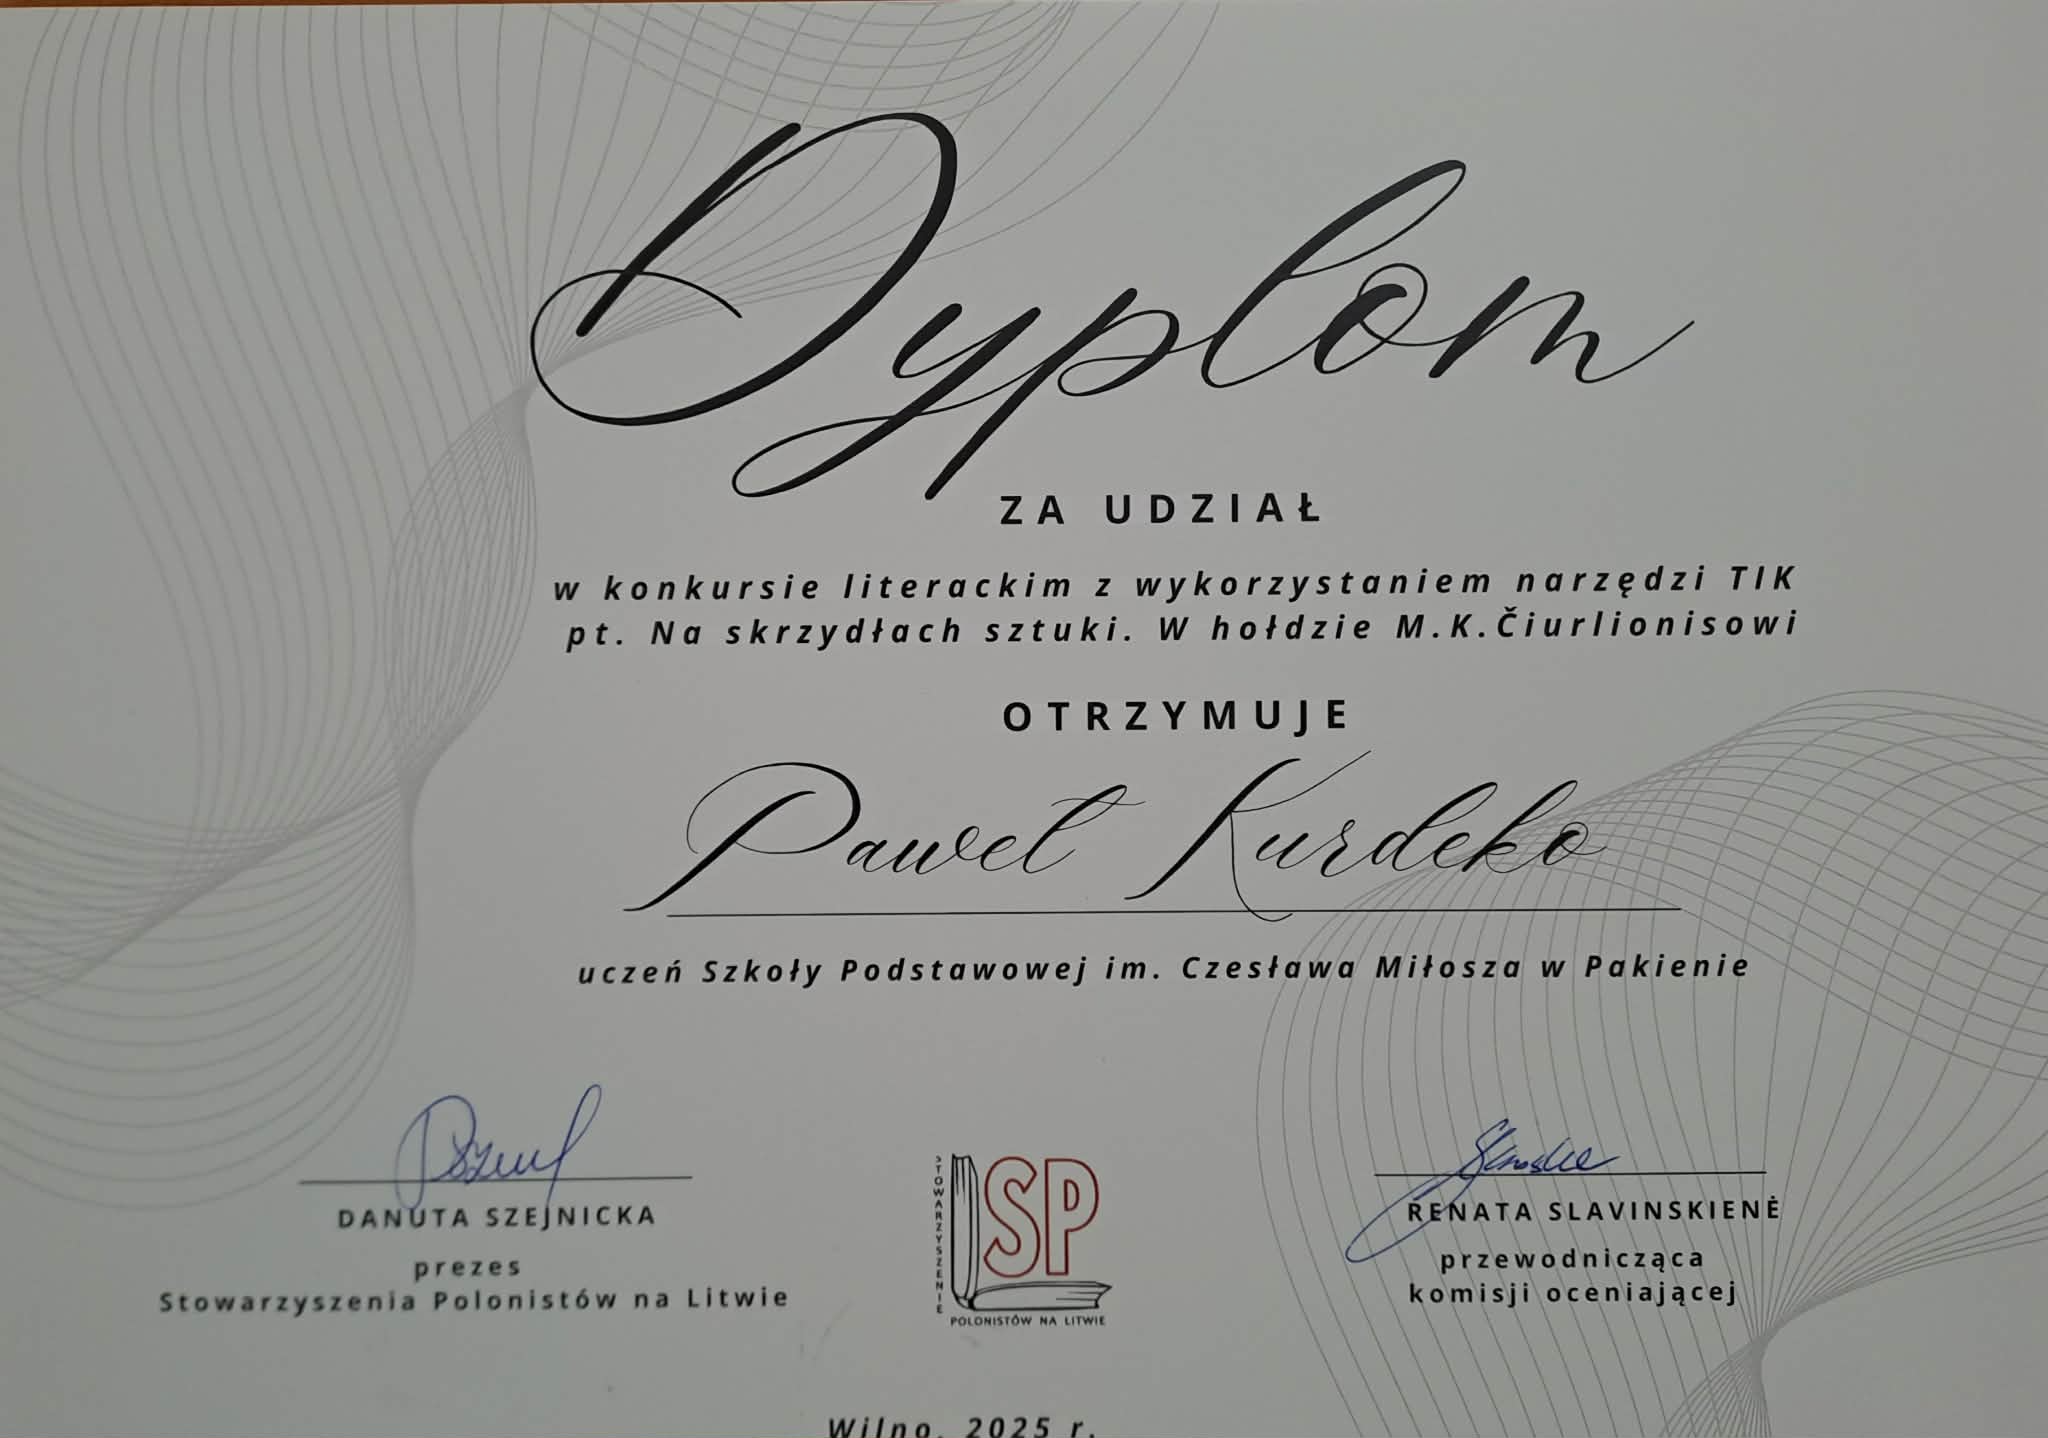 Dyplom
ZA UDZIAŁ
w konkursie literackim z wykorzystaniem narzędzi TIK
pt. Na skrzydłach sztuki. W hołdzie M.K.Čiurlionisowi
OTRZYMUJE
Paweł Kurdeko
uczeń Szkoły Podstawowej im. Czesława Miłosza w Pakienie
DANUTA SZEJNICKA
prezes
Stowarzyszenia Polonistów na Litwie
STOWARZYSZENIE
SP
POLONISTÓW NA LITWIE
RENATA SLAVINSKIENĖ
przewodnicząca
komisji oceniającej
Wilno, 2025 r.